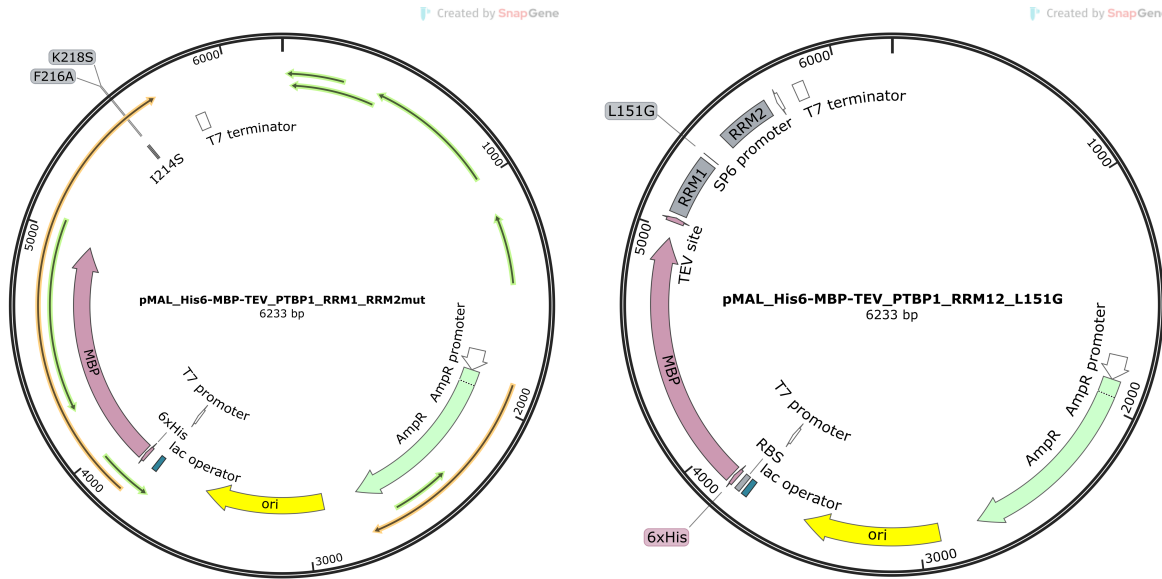 Created by SnapGene
K218S
F216A
6000
T7 terminator
I214S
1000
5000
pMAL_His6-MBP-TEV_PTBP1_RRM1_RRM2mut
6233 bp
MBP
T7 promoter
6xHis
lac operator
4000
ori
AmpR
AmpR promoter
2000
3000
Created by SnapGene
6000
L151G
RRM2
T7 terminator
SP6 promoter
RRM1
1000
5000
TEV site
pMAL_His6-MBP-TEV_PTBP1_RRM12_L151G
6233 bp
MBP
T7 promoter
RBS
lac operator
4000
6xHis
ori
AmpR
AmpR promoter
2000
3000